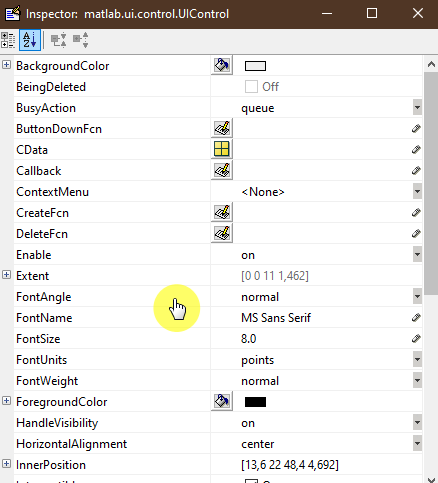 Inspector: matlab.ui.control.UIControl
BackgroundColor
BeingDeleted Off
BusyAction queue
ButtonDownFcn
CData
Callback
ContextMenu <None>
CreateFcn
DeleteFcn
Enable on
Extent [0 0 11 1,462]
FontAngle normal
FontName MS Sans Serif
FontSize 8.0
FontUnits points
FontWeight normal
ForegroundColor
HandleVisibility on
HorizontalAlignment center
InnerPosition [13,6 22 48,4 4,692]